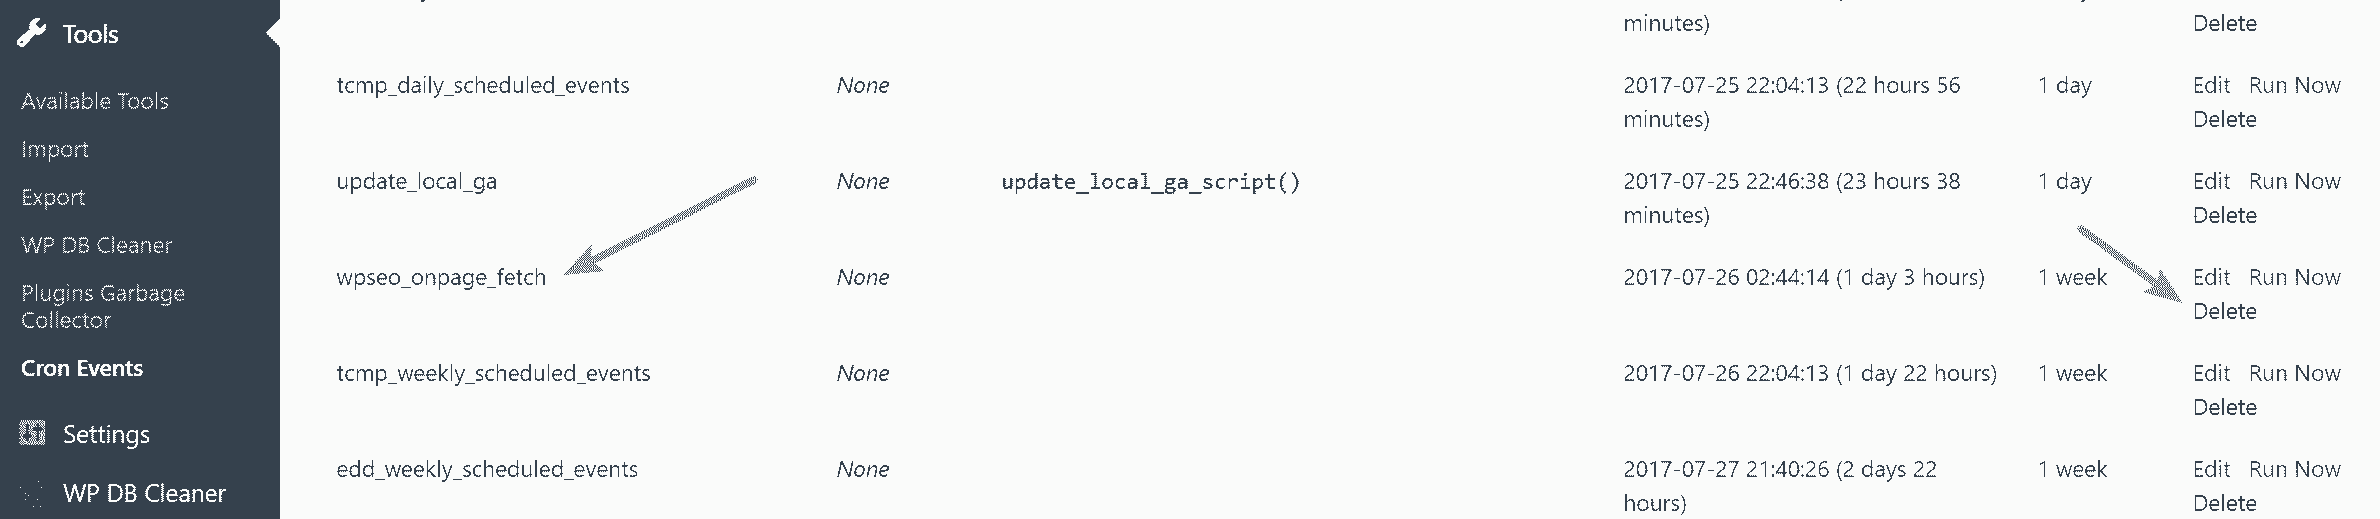 Tools
Available Tools
Import
Export
WP DB Cleaner
Plugins Garbage
Collector
Cron Events
Settings
WP DB Cleaner
minutes)
Delete
tcmp_daily_scheduled_events None 2017-07-25 22:04:13 (22 hours 56 1 day Edit Run Now
minutes) Delete
update_local_ga None update_local_ga_script() 2017-07-25 22:46:38 (23 hours 38 1 day Edit Run Now
minutes) Delete
wpseo_onpage_fetch None 2017-07-26 02:44:14 (1 day 3 hours) 1 week Edit Run Now
Delete
tcmp_weekly_scheduled_events None 2017-07-26 22:04:13 (1 day 22 hours) 1 week Edit Run Now
Delete
edd_weekly_scheduled_events None 2017-07-27 21:40:26 (2 days 22 1 week Edit Run Now
hours) Delete